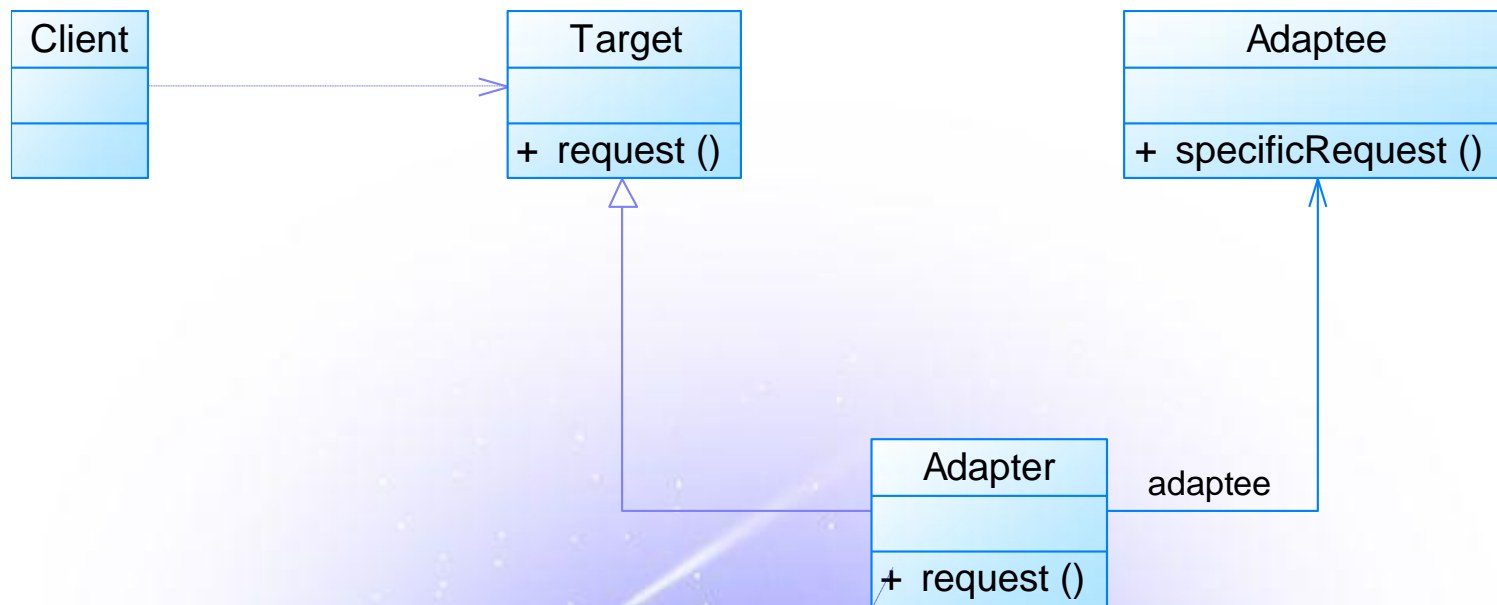 Client
Target
+ request ()
Adaptee
+ specificRequest ()
Adapter
+ request ()
adaptee